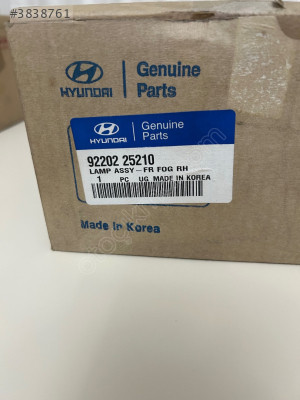 #3838761
HYUNDAI
Genuine
Parts
HYUNDAI
Genuine
Parts
92202 25210
LAMP ASSY-FR FOG RH
1 PC UG MADE IN KOREA
Made in Korea